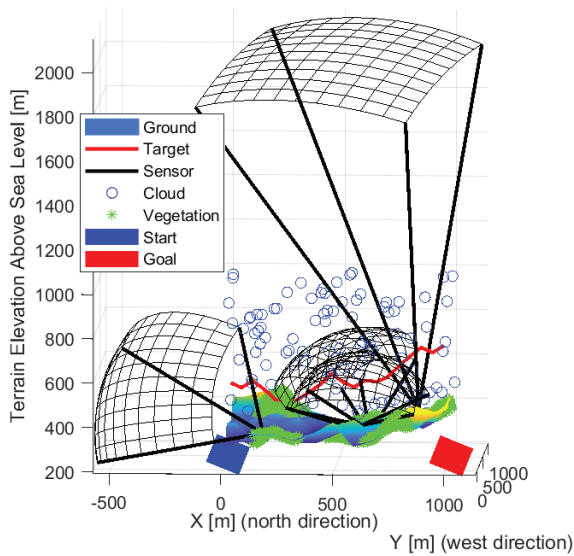 Terrain Elevation Above Sea Level [m]
2000
1800
1600
1400
1200
1000
800
600
400
200
Ground
Target
Sensor
Cloud
Vegetation
Start
Goal
-500
0
500
1000
1000
500
0
X [m] (north direction)
Y [m] (west direction)